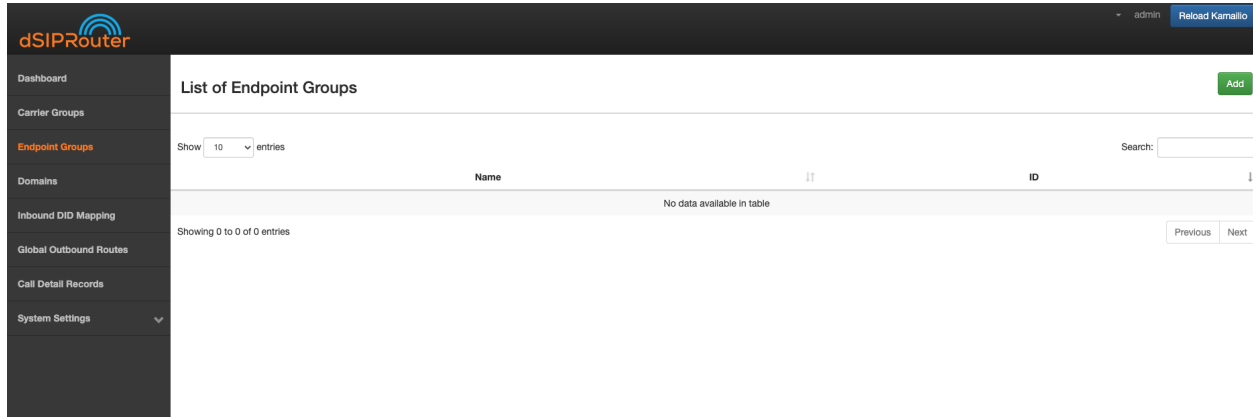 admin Reload Kamailio
dSIPRouter
Dashboard
Carrier Groups
Endpoint Groups
Domains
Inbound DID Mapping
Global Outbound Routes
Call Detail Records
System Settings
List of Endpoint Groups Add
Show 10 entries Search:
Name ID
No data available in table
Showing 0 to 0 of 0 entries Previous Next